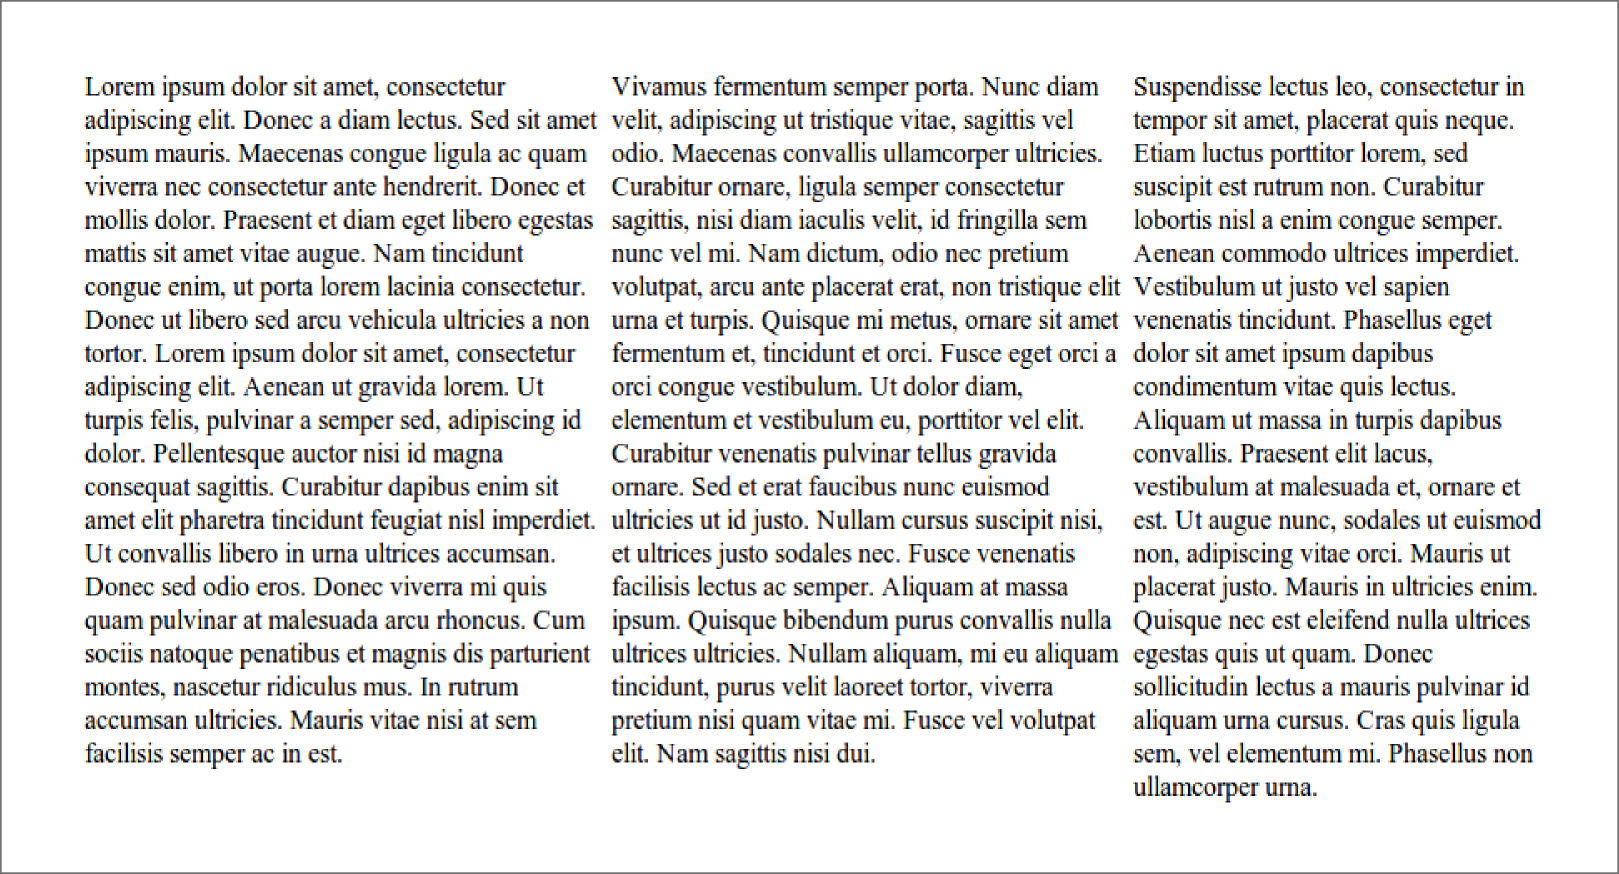 Lorem ipsum dolor sit amet, consectetur
adipiscing elit. Donec a diam lectus. Sed sit amet
ipsum mauris. Maecenas congue ligula ac quam
viverra nec consectetur ante hendrerit. Donec et
mollis dolor. Praesent et diam eget libero egestas
mattis sit amet vitae augue. Nam tincidunt
congue enim, ut porta lorem lacinia consectetur.
Donec ut libero sed arcu vehicula ultricies a non
tortor. Lorem ipsum dolor sit amet, consectetur
adipiscing elit. Aenean ut gravida lorem. Ut
turpis felis, pulvinar a semper sed, adipiscing id
dolor. Pellentesque auctor nisi id magna
consequat sagittis. Curabitur dapibus enim sit
amet elit pharetra tincidunt feugiat nisl imperdiet.
Ut convallis libero in urna ultrices accumsan.
Donec sed odio eros. Donec viverra mi quis
quam pulvinar at malesuada arcu rhoncus. Cum
sociis natoque penatibus et magnis dis parturient
montes, nascetur ridiculus mus. In rutrum
accumsan ultricies. Mauris vitae nisi at sem
facilisis semper ac in est.
Vivamus fermentum semper porta. Nunc diam
velit, adipiscing ut tristique vitae, sagittis vel
odio. Maecenas convallis ullamcorper ultricies.
Curabitur ornare, ligula semper consectetur
sagittis, nisi diam iaculis velit, id fringilla sem
nunc vel mi. Nam dictum, odio nec pretium
volutpat, arcu ante placerat erat, non tristique elit
urna et turpis. Quisque mi metus, ornare sit amet
fermentum et, tincidunt et orci. Fusce eget orci a
orci congue vestibulum. Ut dolor diam,
elementum et vestibulum eu, porttitor vel elit.
Curabitur venenatis pulvinar tellus gravida
ornare. Sed et erat faucibus nunc euismod
ultricies ut id justo. Nullam cursus suscipit nisi,
et ultrices justo sodales nec. Fusce venenatis
facilisis lectus ac semper. Aliquam at massa
ipsum. Quisque bibendum purus convallis nulla
ultrices ultricies. Nullam aliquam, mi eu aliquam
tincidunt, purus velit laoreet tortor, viverra
pretium nisi quam vitae mi. Fusce vel volutpat
elit. Nam sagittis nisi dui.
Suspendisse lectus leo, consectetur in
tempor sit amet, placerat quis neque.
Etiam luctus porttitor lorem, sed
suscipit est rutrum non. Curabitur
lobortis nisl a enim congue semper.
Aenean commodo ultrices imperdiet.
Vestibulum ut justo vel sapien
venenatis tincidunt. Phasellus eget
dolor sit amet ipsum dapibus
condimentum vitae quis lectus.
Aliquam ut massa in turpis dapibus
convallis. Praesent elit lacus,
vestibulum at malesuada et, ornare et
est. Ut augue nunc, sodales ut euismod
non, adipiscing vitae orci. Mauris ut
placerat justo. Mauris in ultricies enim.
Quisque nec est eleifend nulla ultrices
egestas quis ut quam. Donec
sollicitudin lectus a mauris pulvinar id
aliquam urna cursus. Cras quis ligula
sem, vel elementum mi. Phasellus non
ullamcorper urna.